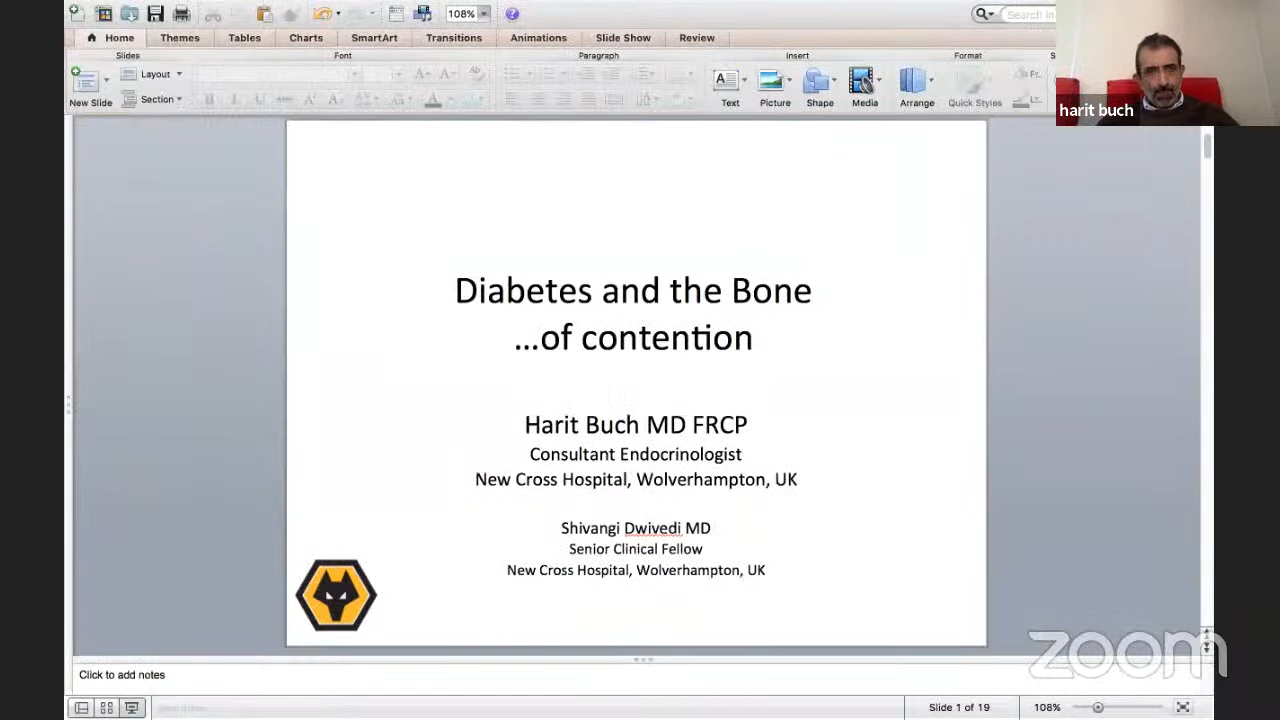 108%
Search in
Home
Themes
Tables
Charts
SmartArt
Transitions
Animations
Slide Show
Review
Slides
Font
Paragraph
Insert
Format
New Slide
Layout
Section
Text
Picture
Shape
Media
Arrange
Quick Styles
harit buch
Diabetes and the Bone
...of contention
Harit Buch MD FRCP
Consultant Endocrinologist
New Cross Hospital, Wolverhampton, UK
Shivangi Dwivedi MD
Senior Clinical Fellow
New Cross Hospital, Wolverhampton, UK
zoom
Click to add notes
Slide 1 of 19
108%